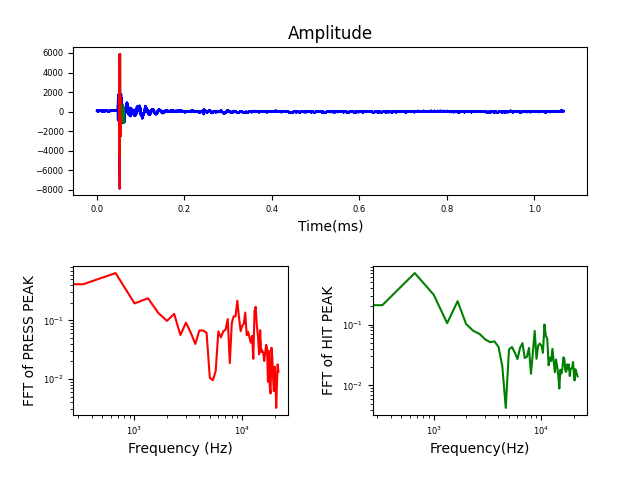 Amplitude
6000
4000
2000
0
−2000
−4000
−6000
−8000
0.0 0.2 0.4 0.6 0.8 1.0
Time(ms)
FFT of PRESS PEAK
10⁻¹
10⁻²
10³ 10⁴
Frequency (Hz)
FFT of HIT PEAK
10⁻¹
10⁻²
10³ 10⁴
Frequency(Hz)